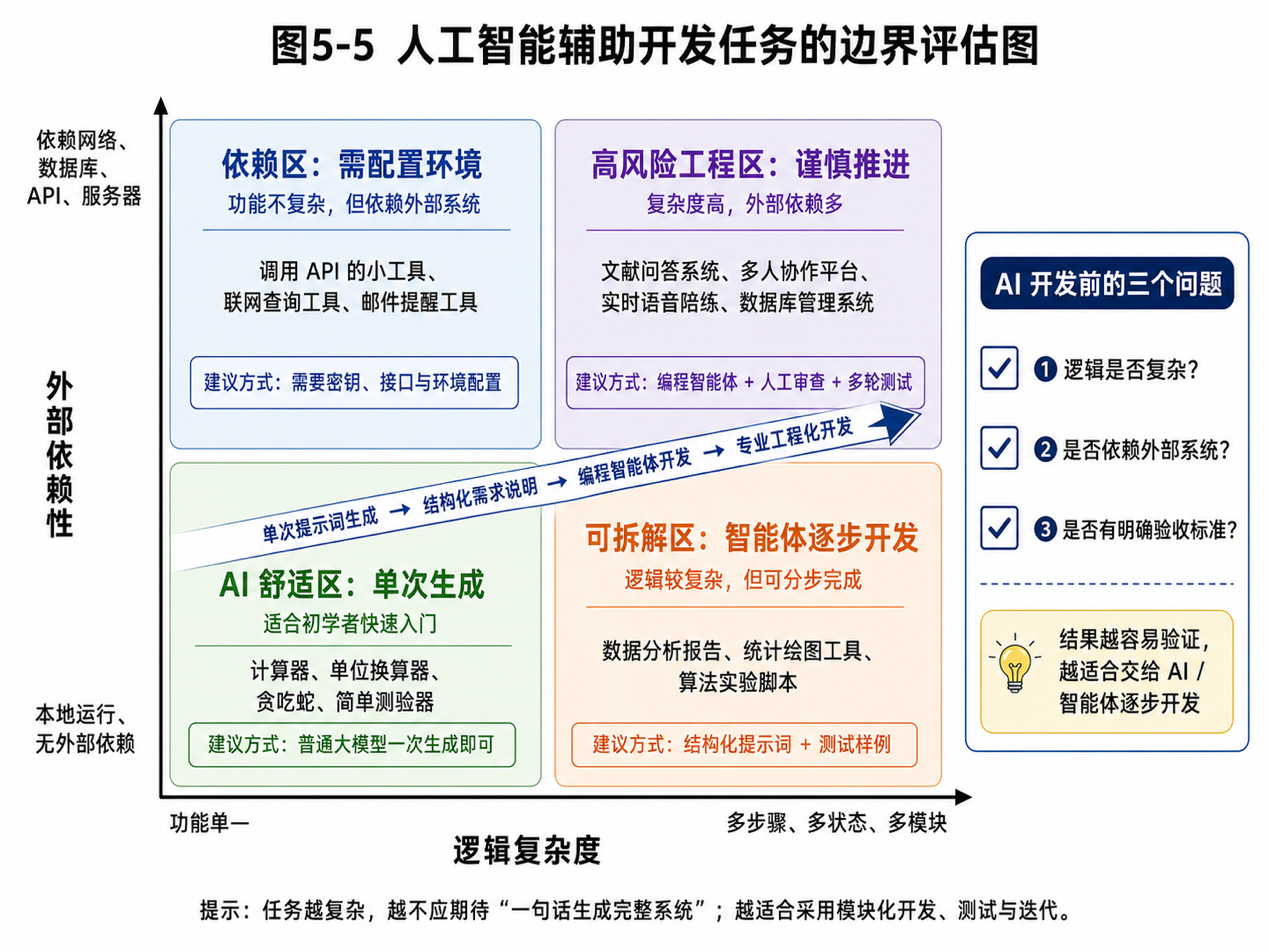 图5-5 人工智能辅助开发任务的边界评估图
依赖网络、
数据库、
API、服务器
外部依赖性
本地运行、
无外部依赖
依赖区：需配置环境
功能不复杂，但依赖外部系统
调用 API 的小工具、
联网查询工具、邮件提醒工具
建议方式：需要密钥、接口与环境配置
高风险工程区：谨慎推进
复杂度高，外部依赖多
文献问答系统、多人协作平台、
实时语音陪练、数据库管理系统
建议方式：编程智能体 + 人工审查 + 多轮测试
单次提示词生成 → 结构化需求说明 → 编程智能体开发 → 专业工程化开发
AI 舒适区：单次生成
适合初学者快速入门
计算器、单位换算器、
贪吃蛇、简单测验器
建议方式：普通大模型一次生成即可
可拆解区：智能体逐步开发
逻辑较复杂，但可分步完成
数据分析报告、统计绘图工具、
算法实验脚本
建议方式：结构化提示词 + 测试样例
功能单一
多步骤、多状态、多模块
逻辑复杂度
AI 开发前的三个问题
1 逻辑是否复杂？
2 是否依赖外部系统？
3 是否有明确验收标准？
结果越容易验证，
越适合交给 AI /
智能体逐步开发
提示：任务越复杂，越不应期待“一句话生成完整系统”；越适合采用模块化开发、测试与迭代。